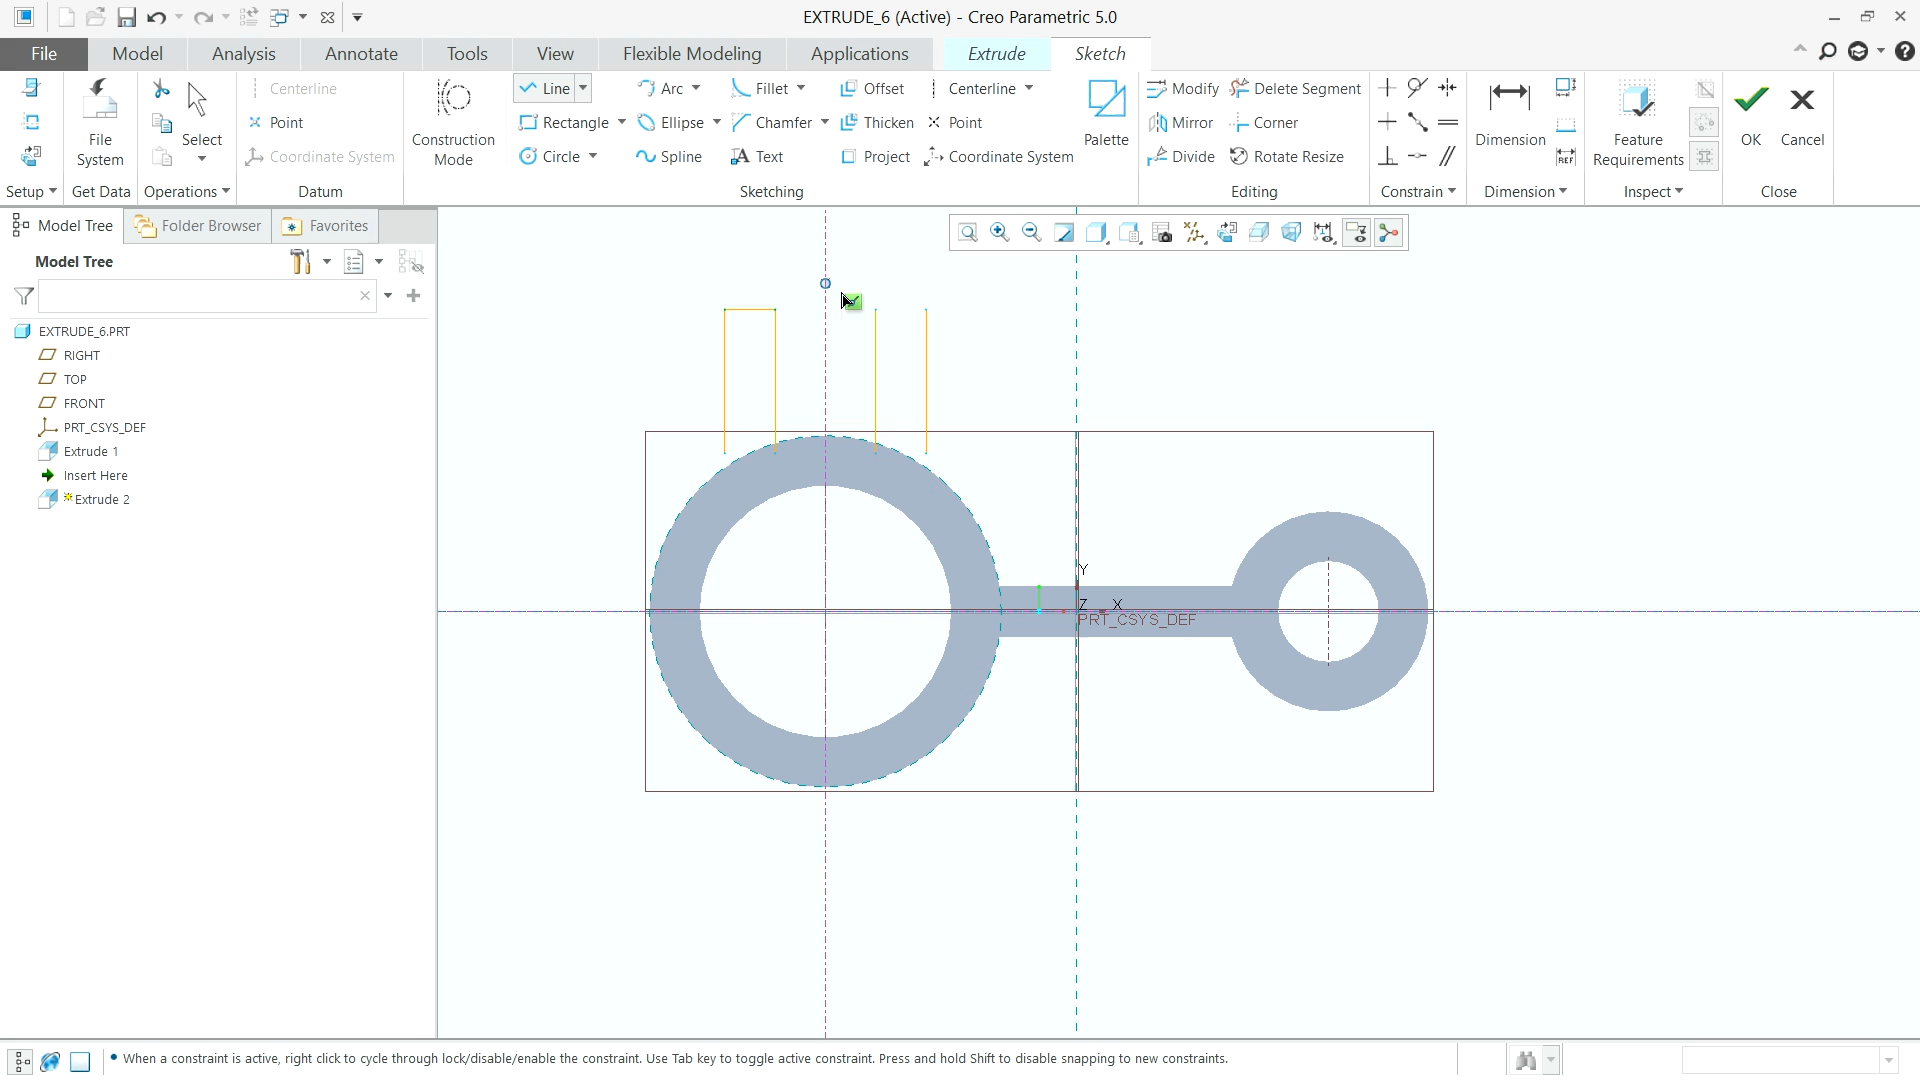 EXTRUDE_6 (Active) - Creo Parametric 5.0
File
Model
Analysis
Annotate
Tools
View
Flexible Modeling
Applications
Extrude
Sketch
Setup
File System
Get Data
Select
Operations
Centerline
Point
Coordinate System
Datum
Construction Mode
Line
Rectangle
Circle
Arc
Ellipse
Spline
Fillet
Chamfer
Text
Offset
Thicken
Project
Centerline
Point
Coordinate System
Sketching
Palette
Modify
Mirror
Divide
Delete Segment
Corner
Rotate Resize
Editing
Constrain
Dimension
REF
Dimension
Feature Requirements
Inspect
OK
Cancel
Close
Model Tree
Folder Browser
Favorites
Model Tree
EXTRUDE_6.PRT
RIGHT
TOP
FRONT
PRT_CSYS_DEF
Extrude 1
Insert Here
Extrude 2
Y
Z X
PRT_CSYS_DEF
When a constraint is active, right click to cycle through lock/disable/enable the constraint. Use Tab key to toggle active constraint. Press and hold Shift to disable snapping to new constraints.